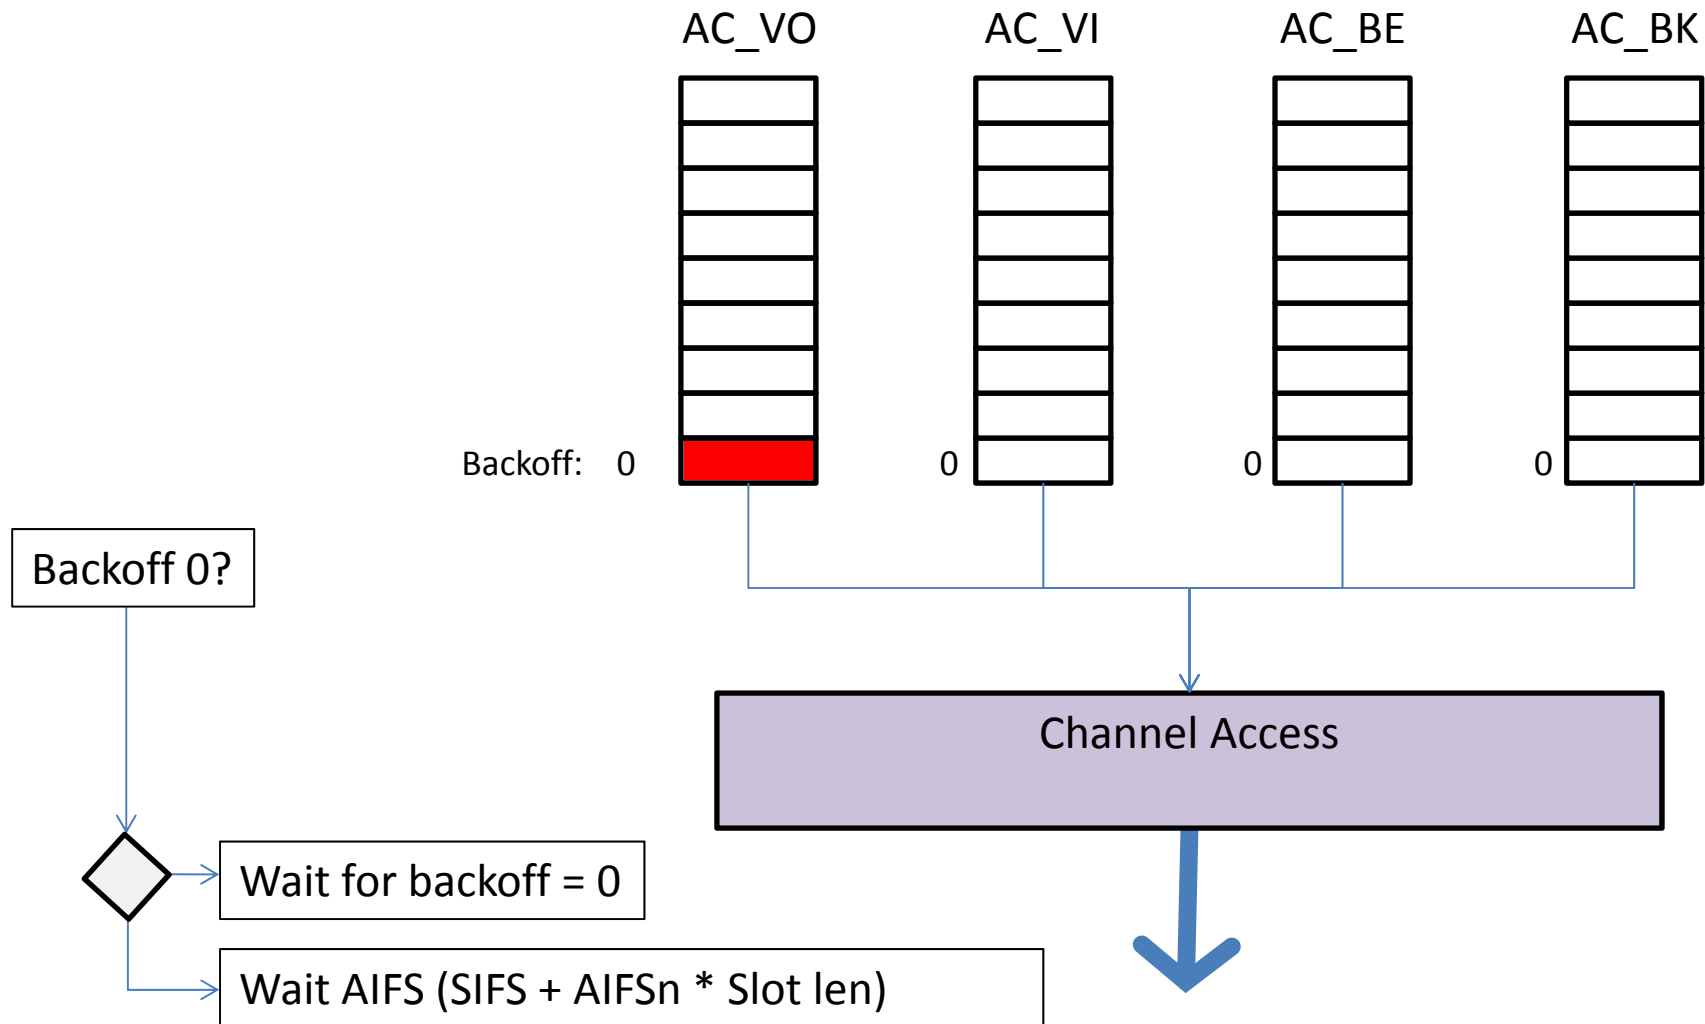 AC_VO AC_VI AC_BE AC_BK
Backoff: 0 0 0 0
Backoff 0?
Channel Access
Wait for backoff = 0
Wait AIFS (SIFS + AIFSn * Slot len)